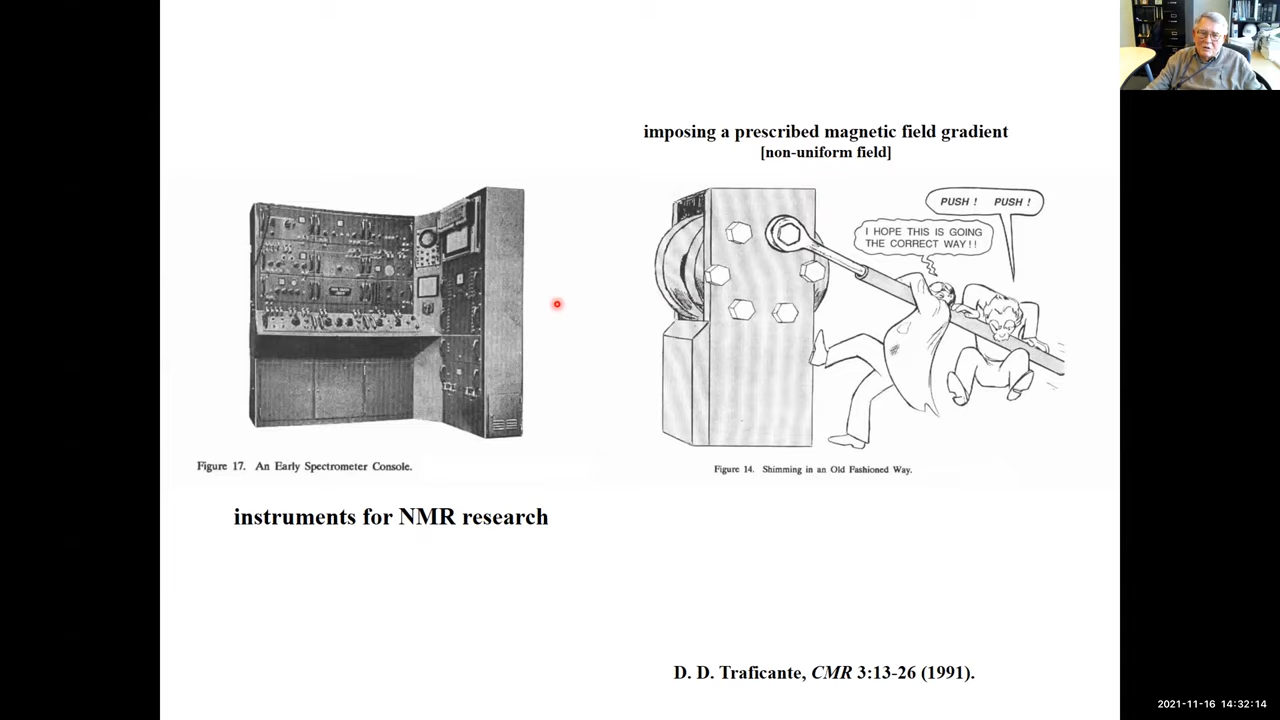 imposing a prescribed magnetic field gradient
[non-uniform field]
PUSH !   PUSH !
I HOPE THIS IS GOING
THE CORRECT WAY!!
Figure 17.  An Early Spectrometer Console.
Figure 14.  Shimming in an Old Fashioned Way.
instruments for NMR research
D. D. Traficante, CMR 3:13-26 (1991).
2021-11-16  14:32:14